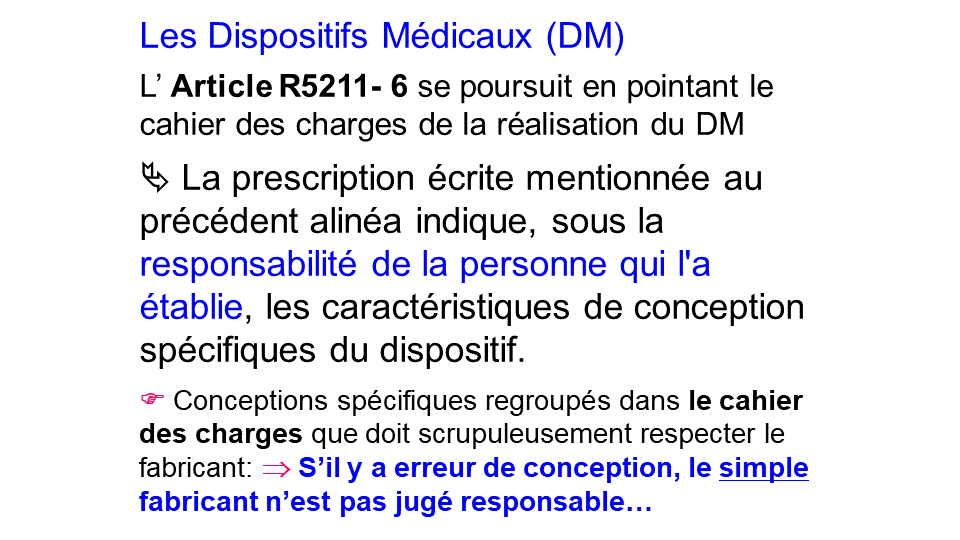 Les Dispositifs Médicaux (DM)
L’ Article R5211- 6 se poursuit en pointant le
cahier des charges de la réalisation du DM
⮱ La prescription écrite mentionnée au
précédent alinéa indique, sous la
responsabilité de la personne qui l'a
établie, les caractéristiques de conception
spécifiques du dispositif.
☞ Conceptions spécifiques regroupés dans le cahier
des charges que doit scrupuleusement respecter le
fabricant: ⇒ S’il y a erreur de conception, le simple
fabricant n’est pas jugé responsable…